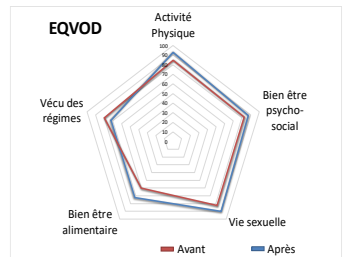 EQVOD
Activité
Physique
100
90
80
70
60
50
40
30
20
10
0
Bien être
psycho-
social
Vécu des
régimes
Bien être
alimentaire
Vie sexuelle
Avant
Après